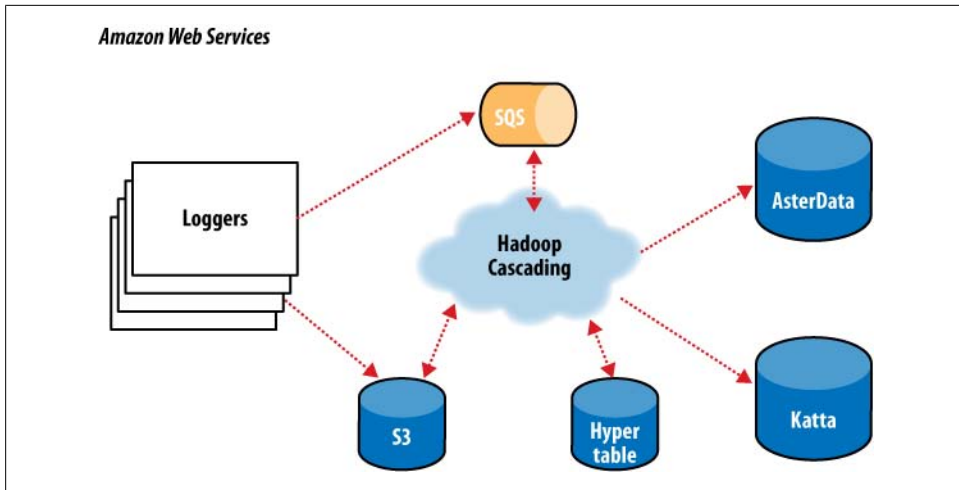 Amazon Web Services
SQS
AsterData
Loggers
Hadoop
Cascading
S3
Hyper
table
Katta